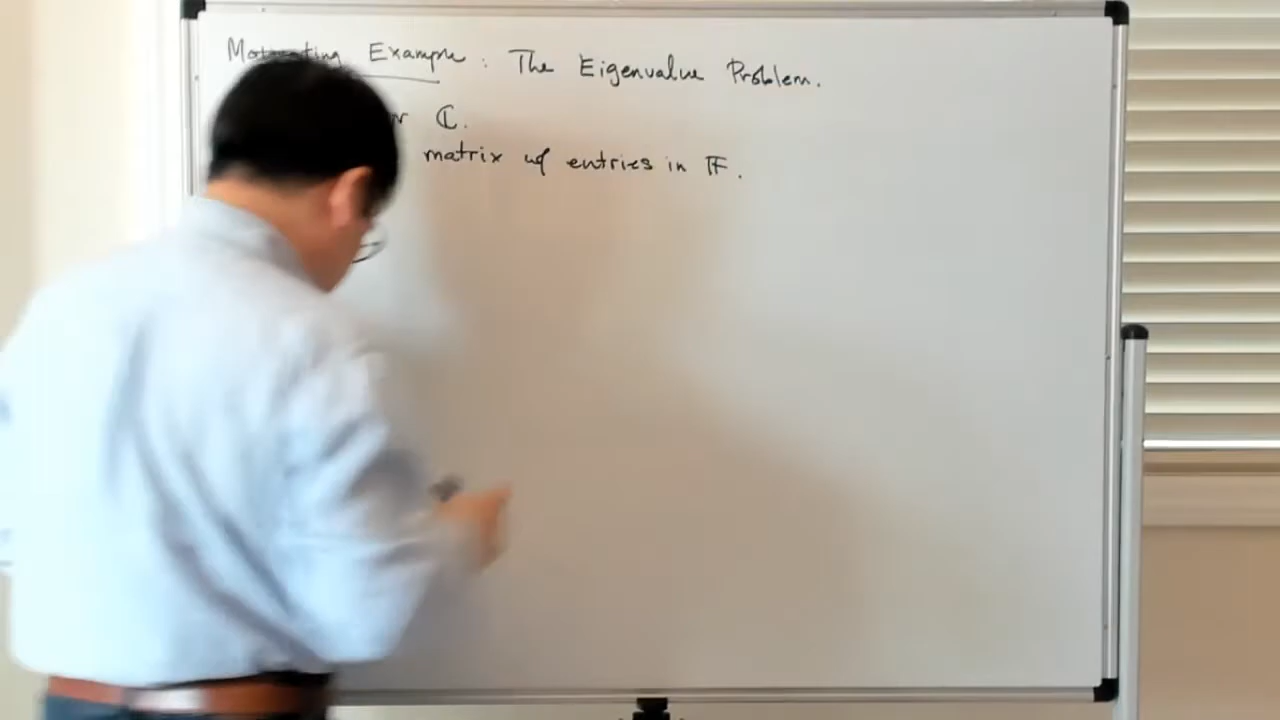 Motivating Example : The Eigenvalue Problem.
ℂ.
matrix w/ entries in 𝔽.